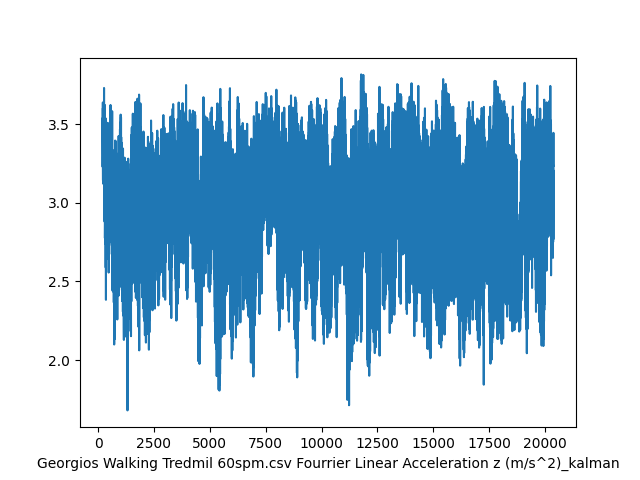 3.5
3.0
2.5
2.0
0 2500 5000 7500 10000 12500 15000 17500 20000
Georgios Walking Tredmil 60spm.csv Fourrier Linear Acceleration z (m/s^2)_kalman